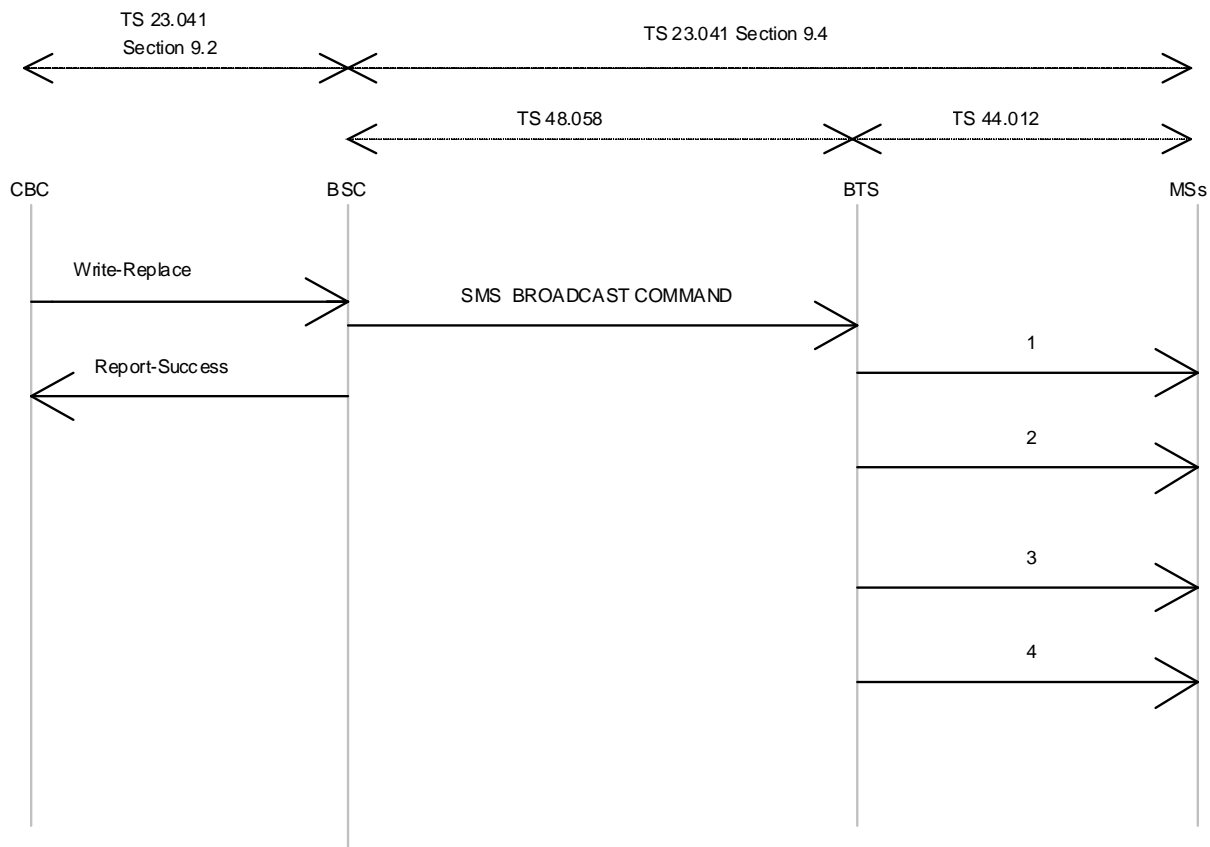 TS 23.041
Section 9.2
TS 23.041 Section 9.4
TS 48.058
TS 44.012
CBC
BSC
BTS
MSs
Write-Replace
SMS BROADCAST COMMAND
1
Report-Success
2
3
4